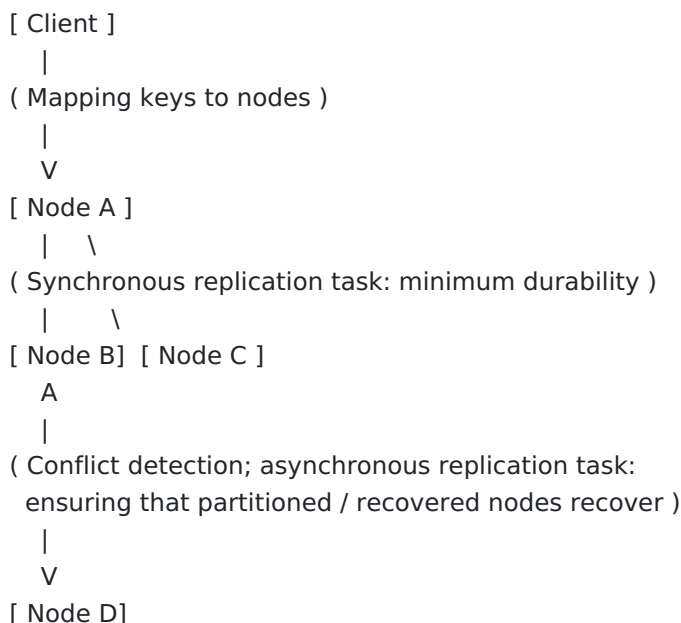 [ Client ]
|
( Mapping keys to nodes )
|
V
[ Node A ]
| \
( Synchronous replication task: minimum durability )
| \
[ Node B] [ Node C ]
A
|
( Conflict detection; asynchronous replication task:
ensuring that partitioned / recovered nodes recover )
|
V
[ Node D]